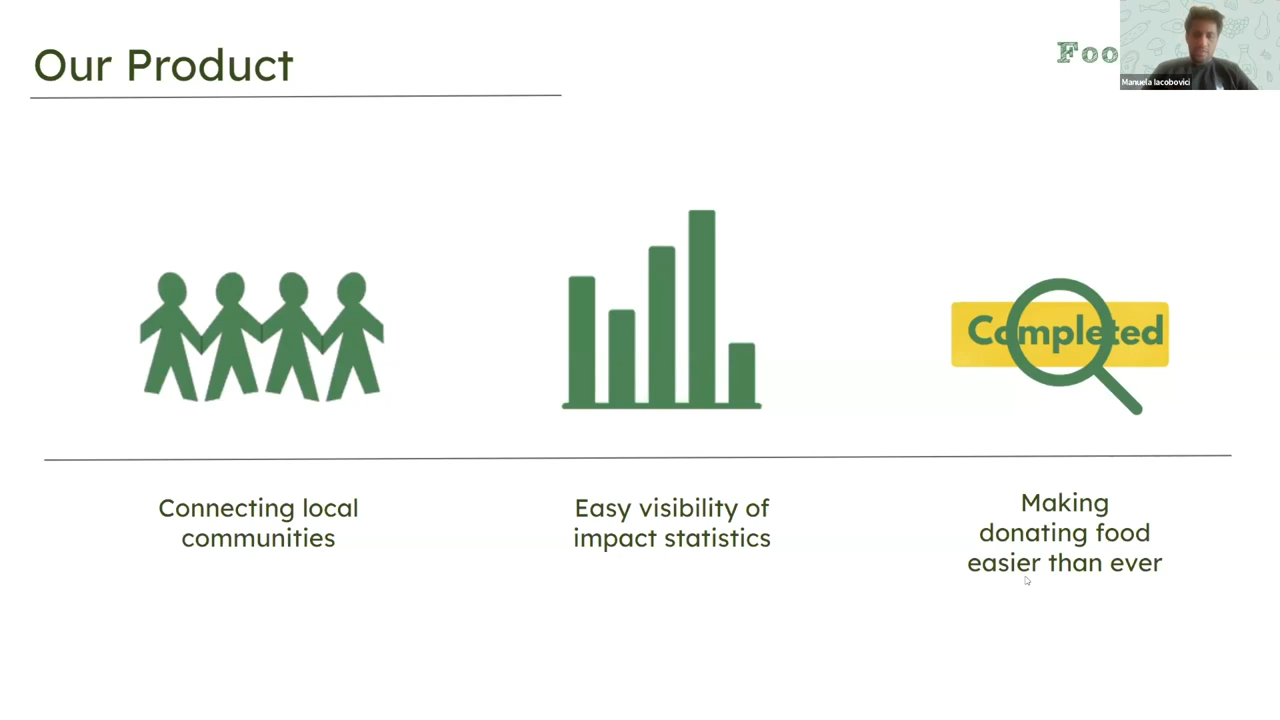 Our Product
Foo
Manuela Iacobovici
Completed
Connecting local
communities
Easy visibility of
impact statistics
Making
donating food
easier than ever